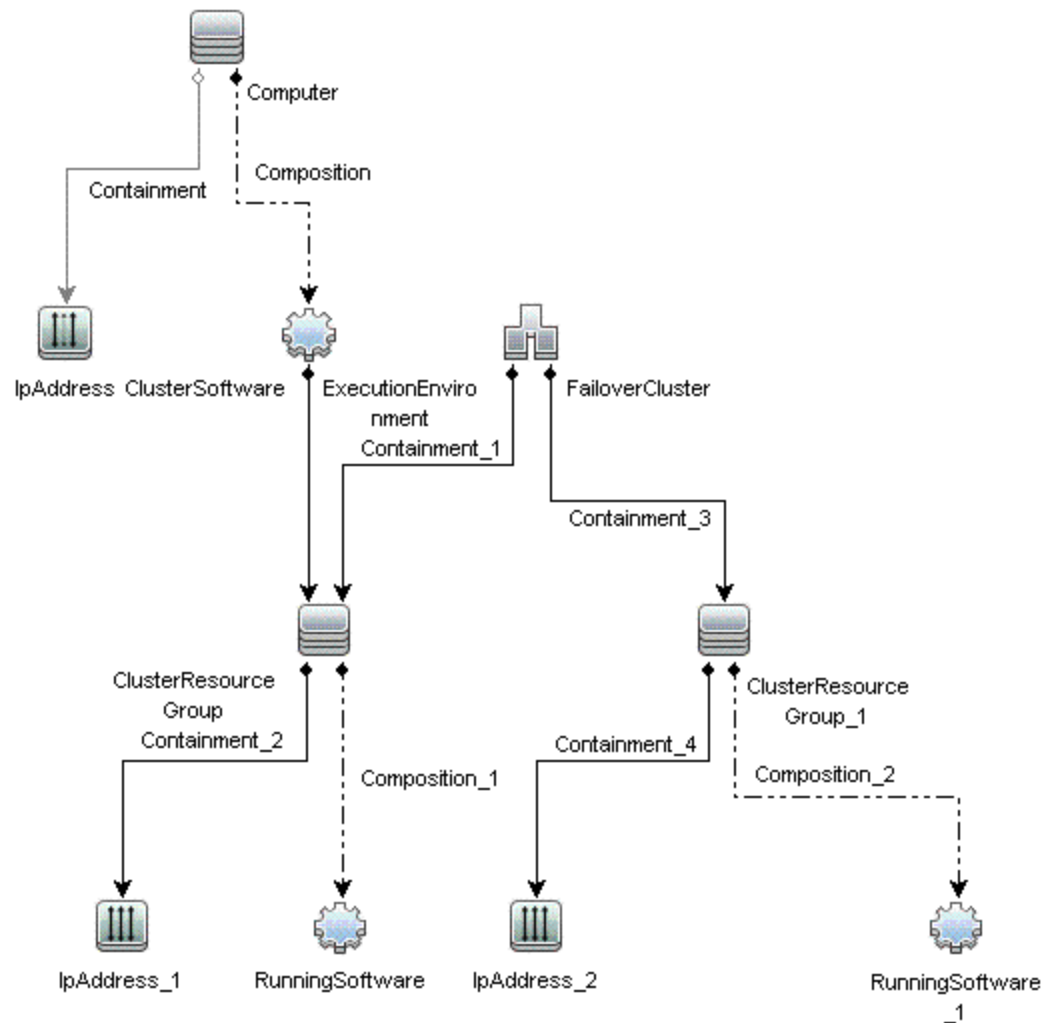 Computer
Composition
Containment
IpAddress
ClusterSoftware
ExecutionEnviro
nment
FailoverCluster
Containment_1
Containment_3
ClusterResource
Group
ClusterResource
Group_1
Containment_2
Containment_4
Composition_1
Composition_2
IpAddress_1
RunningSoftware
IpAddress_2
RunningSoftware
_1